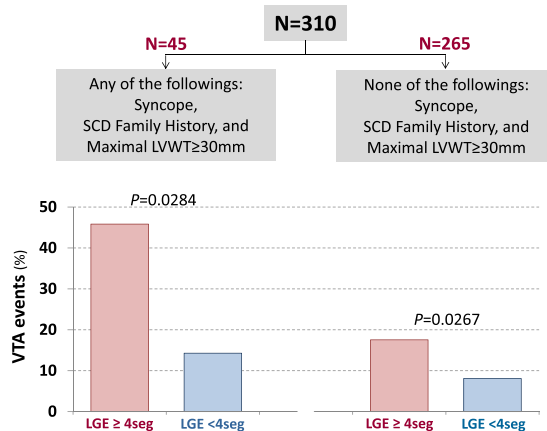 N=310
N=45
N=265
Any of the followings:
Syncope,
SCD Family History, and
Maximal LVWT≥30mm
None of the followings:
Syncope,
SCD Family History, and
Maximal LVWT≥30mm
VTA events (%)
50
40
30
20
10
0
P=0.0284
P=0.0267
LGE ≥ 4seg
LGE <4seg
LGE ≥ 4seg
LGE <4seg